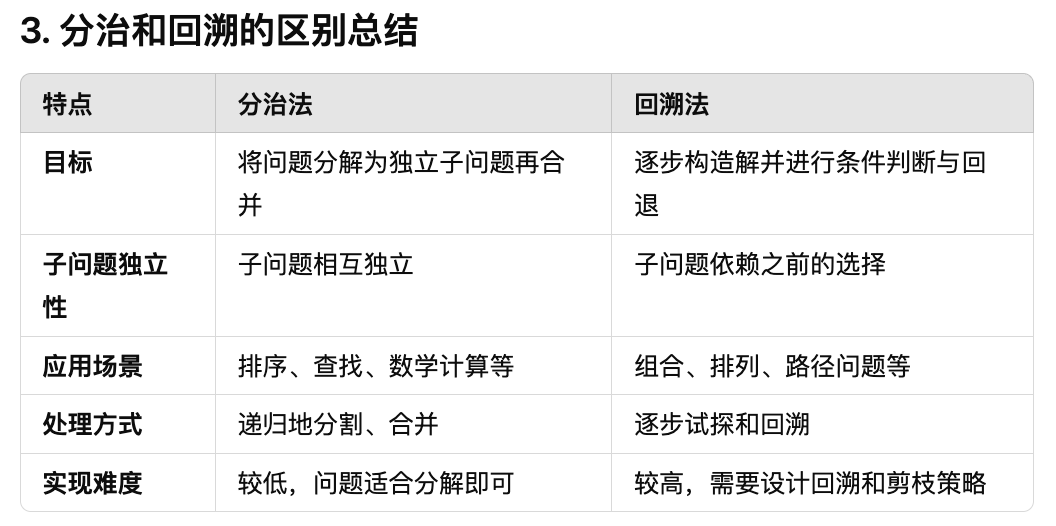 3. 分治和回溯的区别总结
特点 分治法 回溯法
目标 将问题分解为独立子问题再合 逐步构造解并进行条件判断与回
并 退
子问题独立 子问题相互独立 子问题依赖之前的选择
性
应用场景 排序、查找、数学计算等 组合、排列、路径问题等
处理方式 递归地分割、合并 逐步试探和回溯
实现难度 较低，问题适合分解即可 较高，需要设计回溯和剪枝策略